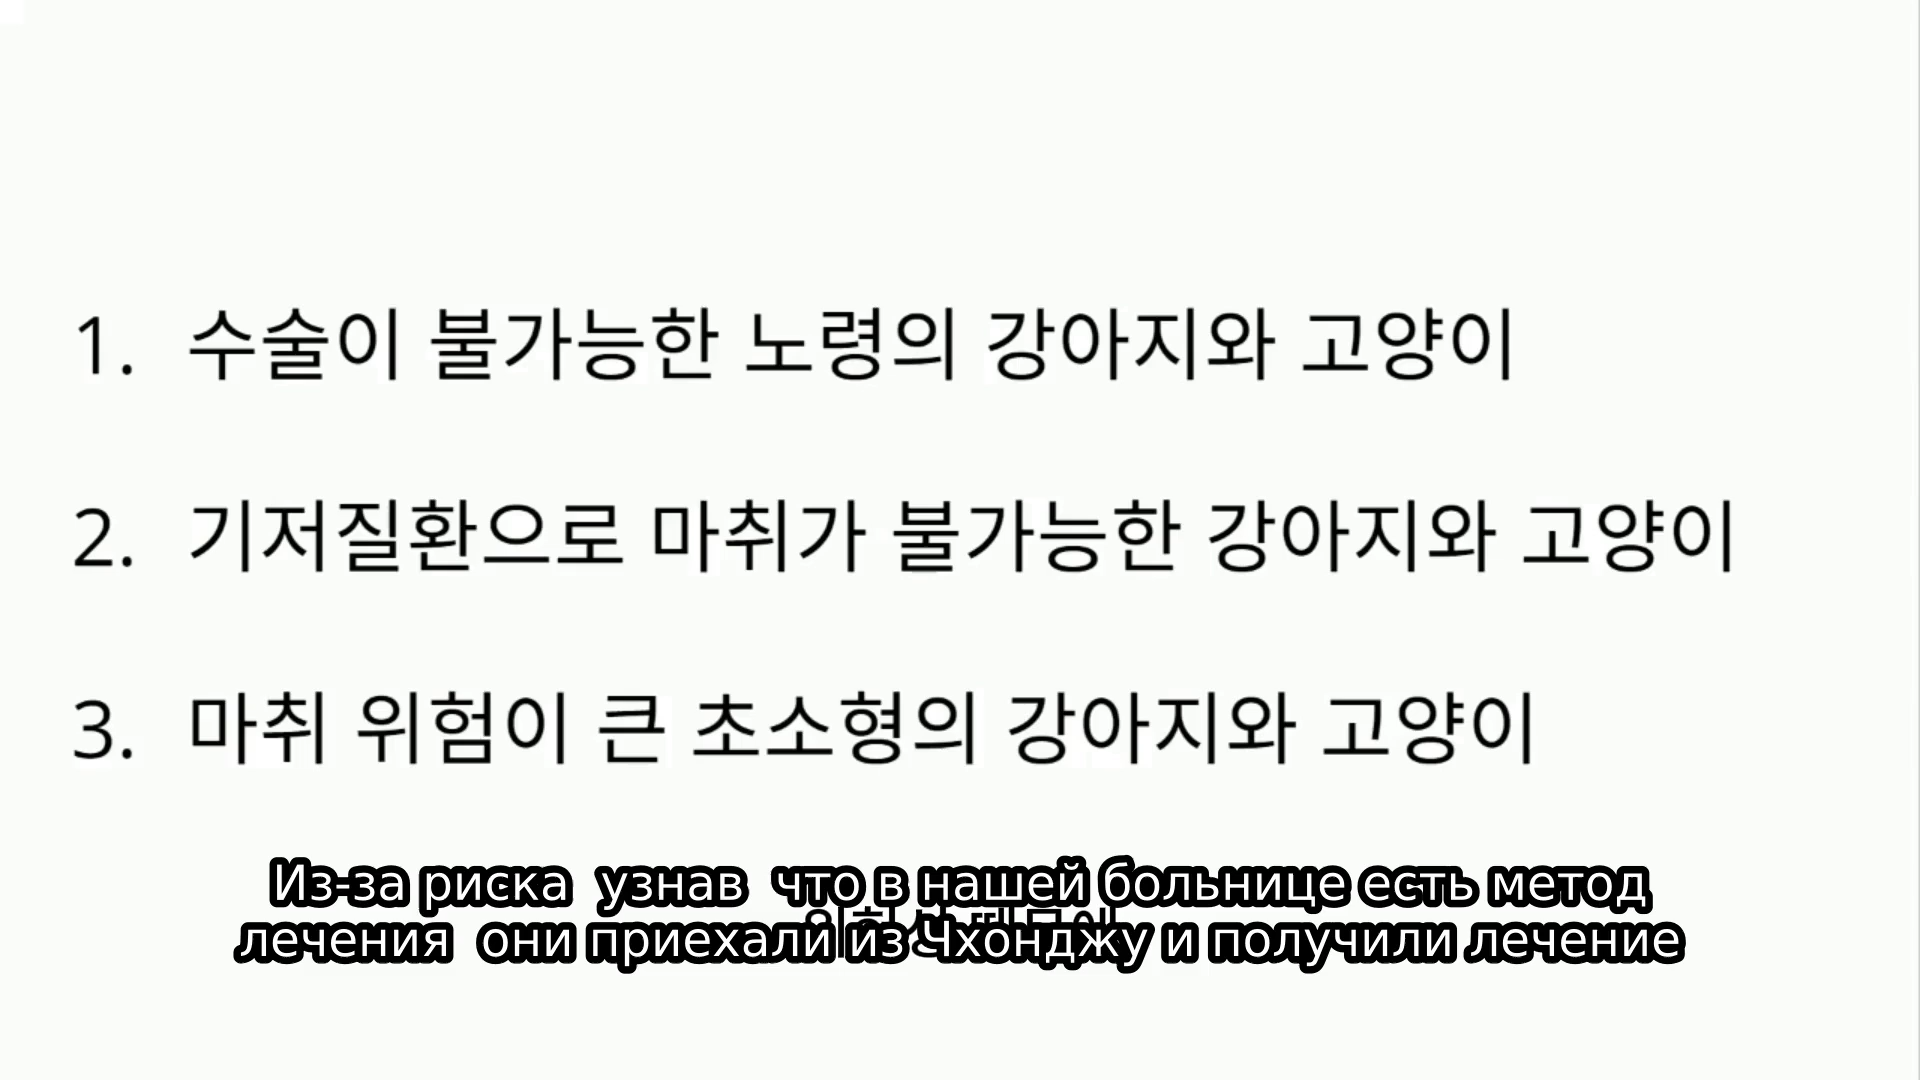 1. 수술이 불가능한 노령의 강아지와 고양이
2. 기저질환으로 마취가 불가능한 강아지와 고양이
3. 마취 위험이 큰 초소형의 강아지와 고양이
Из-за риска узнав что в нашей больнице есть метод
лечения они приехали из Чхонджу и получили лечение